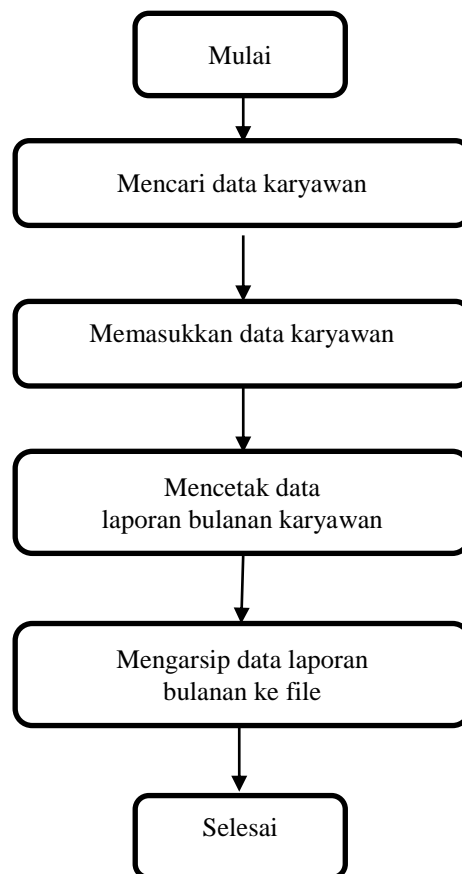 Mulai
Mencari data karyawan
Memasukkan data karyawan
Mencetak data
laporan bulanan karyawan
Mengarsip data laporan
bulanan ke file
Selesai